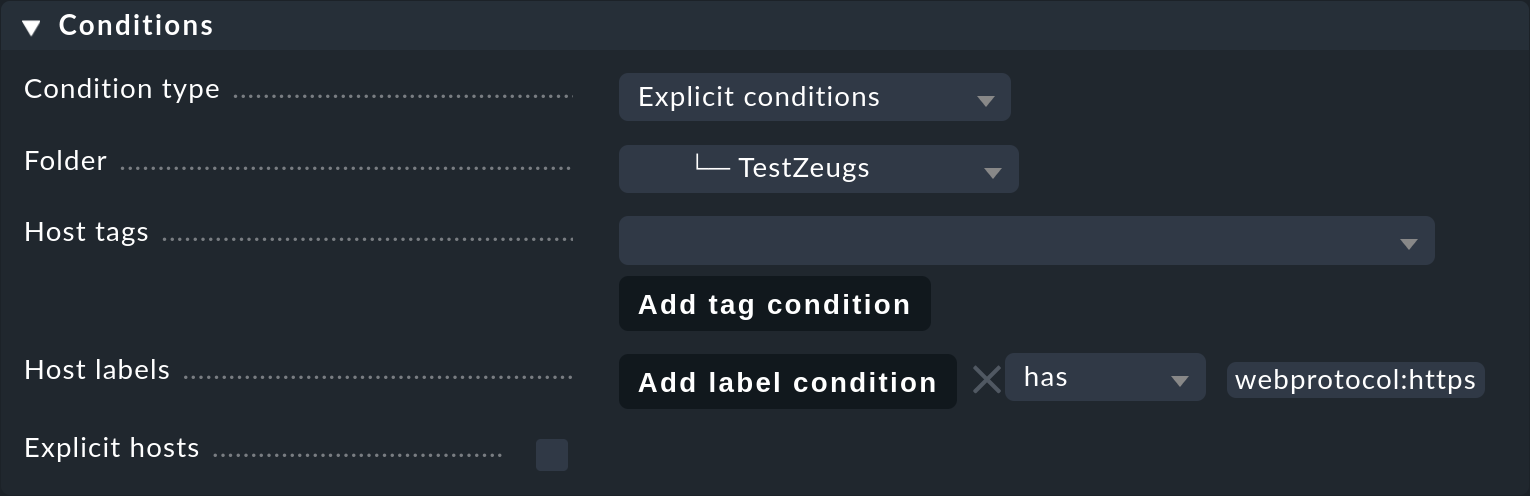 Conditions
Condition type
Explicit conditions
Folder
└─ TestZeugs
Host tags
Add tag condition
Host labels
Add label condition
has
webprotocol:https
Explicit hosts